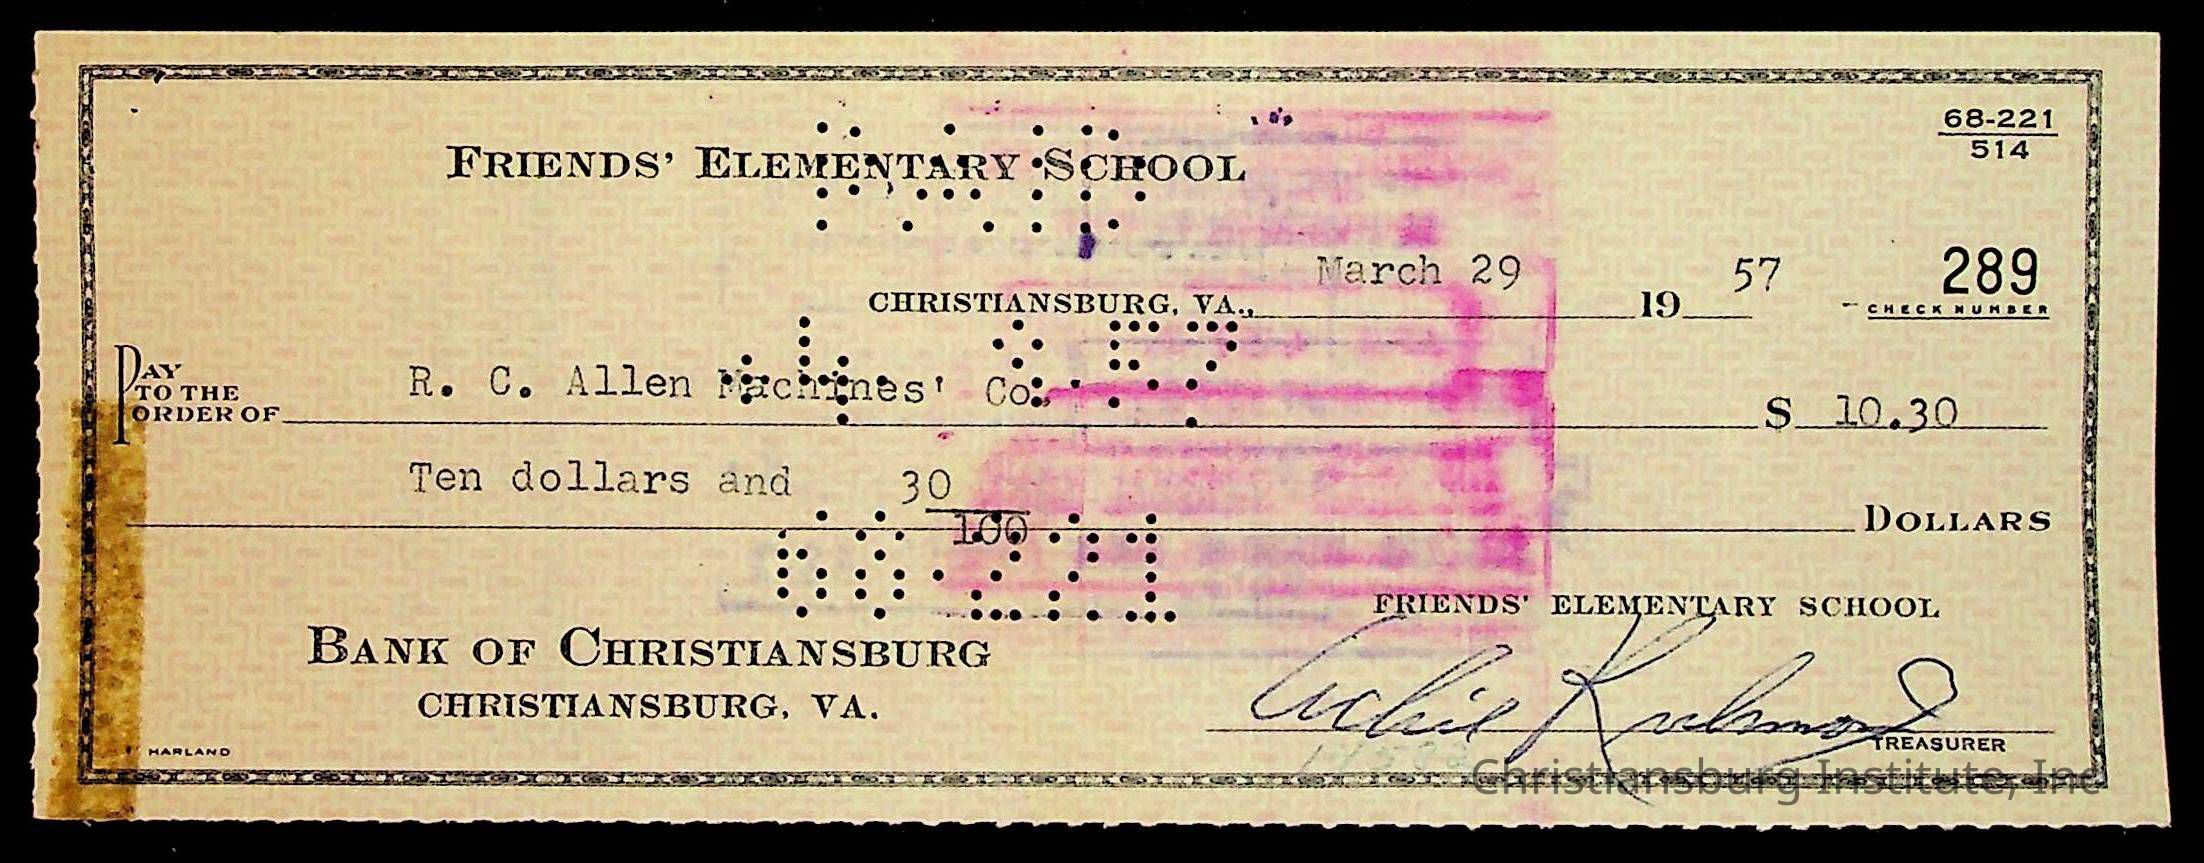 FRIENDS' ELEMENTARY SCHOOL
68-221
514
289
CHECK NUMBER
CHRISTIANSBURG, VA., March 29 19 57
PAY TO THE ORDER OF R. C. Allen Machines' Co. $ 10.30
Ten dollars and 30/100 DOLLARS
FRIENDS' ELEMENTARY SCHOOL
BANK OF CHRISTIANSBURG
CHRISTIANSBURG, VA.
Archie Richmond
TREASURER
HARLAND
Christiansburg Institute, Inc